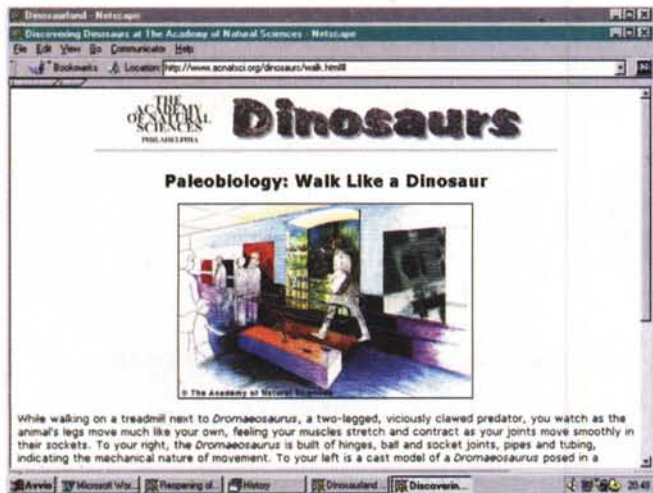 Dinosaurland - Netscape
Discovering Dinosaurs at The Academy of Natural Sciences - Netscape
File Edit View Go Communicator Help
Bookmarks Location: http://www.acnatsci.org/dinosaurs/walk.html#
THE
ACADEMY
OF NATURAL
SCIENCES
PHILADELPHIA
Dinosaurs
Paleobiology: Walk Like a Dinosaur
© The Academy of Natural Sciences
While walking on a treadmill next to Dromaeosaurus, a two-legged, viciously clawed predator, you watch as the
animal's legs move much like your own, feeling your muscles stretch and contract as your joints move smoothly in
their sockets. To your right, the Dromaeosaurus is built of hinges, ball and socket joints, pipes and tubing,
indicating the mechanical nature of movement. To your left is a cast model of a Dromaeosaurus posed in a
Avvio Microsoft Wor... Reopening of... History Dinosaurland ... Discoverin... 20.48